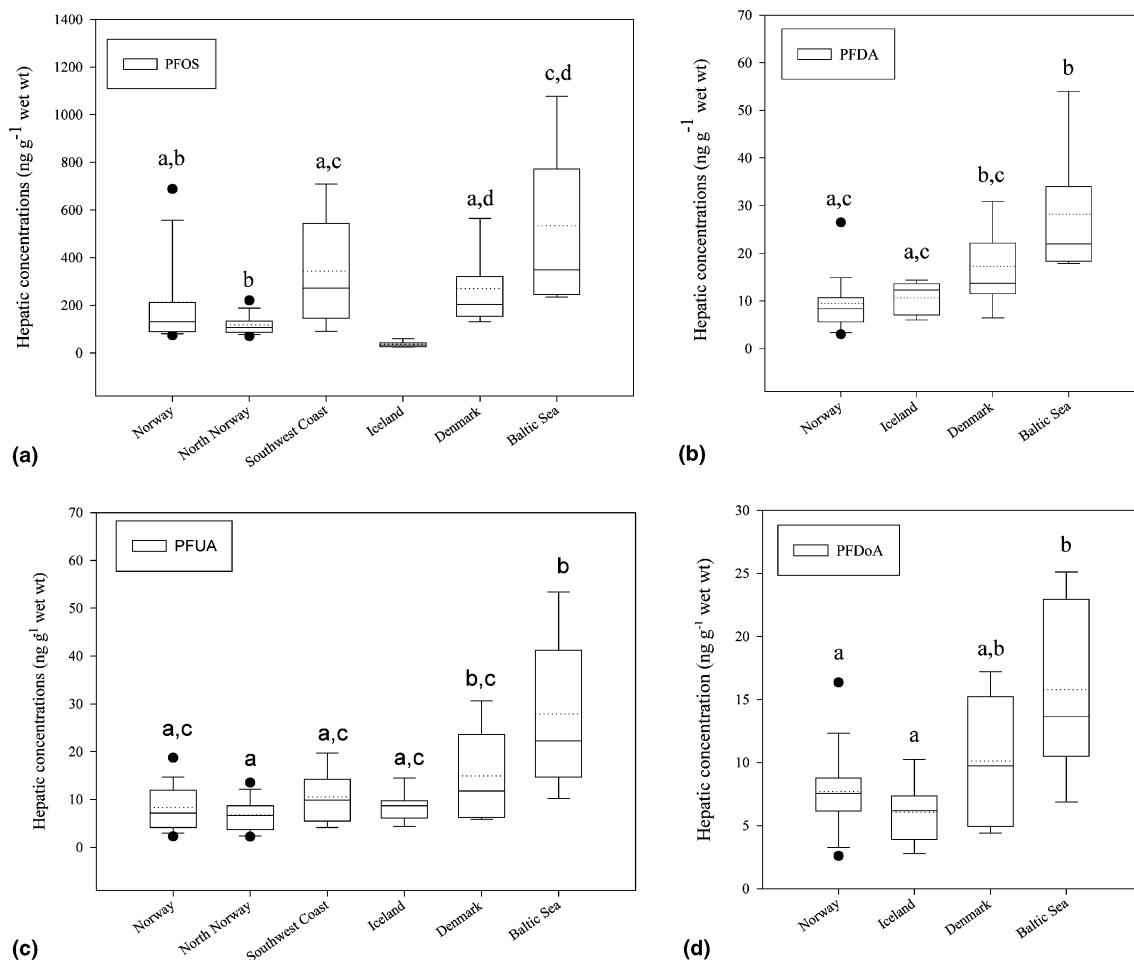 (a)
Hepatic concentrations (ng g-1 wet wt)
1400
1200
1000
800
600
400
200
0
PFOS
a,b
b
a,c
a,d
c,d
Norway
North Norway
Southwest Coast
Iceland
Denmark
Baltic Sea
(b)
Hepatic concentrations (ng g-1 wet wt)
70
60
50
40
30
20
10
0
PFDA
a,c
a,c
b,c
b
Norway
Iceland
Denmark
Baltic Sea
(c)
Hepatic concentrations (ng g1 wet wt)
70
60
50
40
30
20
10
0
PFUA
a,c
a
a,c
a,c
b,c
b
Norway
North Norway
Southwest Coast
Iceland
Denmark
Baltic Sea
(d)
Hepatic concentration (ng g-1 wet wt)
30
25
20
15
10
5
0
PFDoA
a
a
a,b
b
Norway
Iceland
Denmark
Baltic Sea